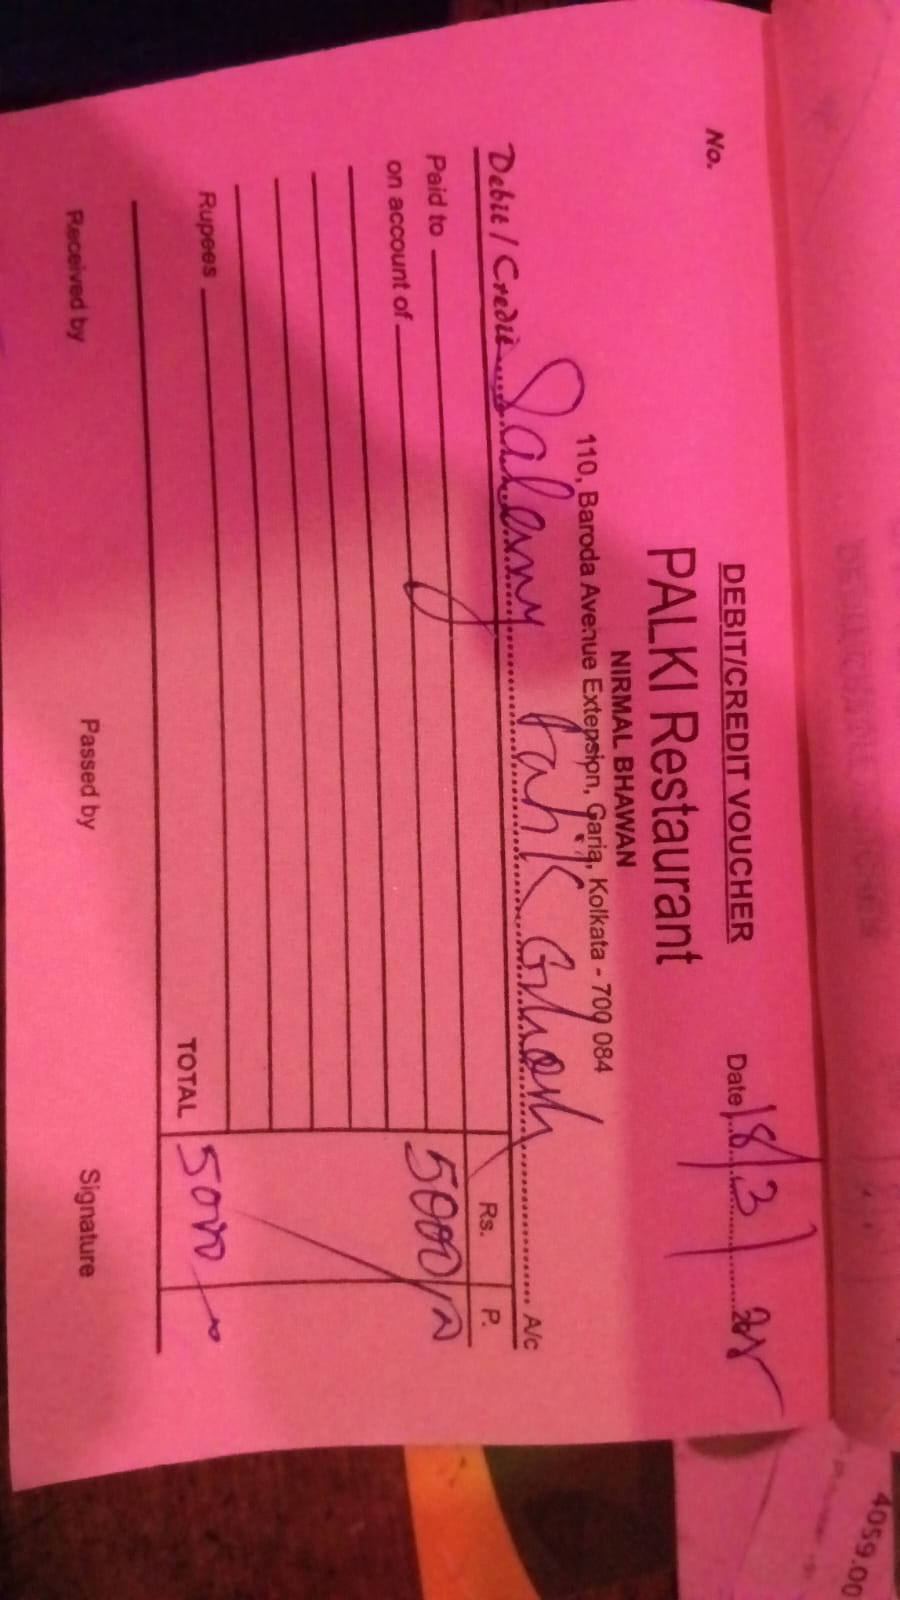 DEBIT/CREDIT VOUCHER
No.
Date 18/3/25
PALKI Restaurant
NIRMAL BHAWAN
110, Baroda Avenue Extension, Garia, Kolkata - 700 084
Debit / Credit Salary Ghosh A/c
Paid to
Rs. P.
on account of
5000/-
Rupees
TOTAL 5000
Received by Passed by Signature
4059.00